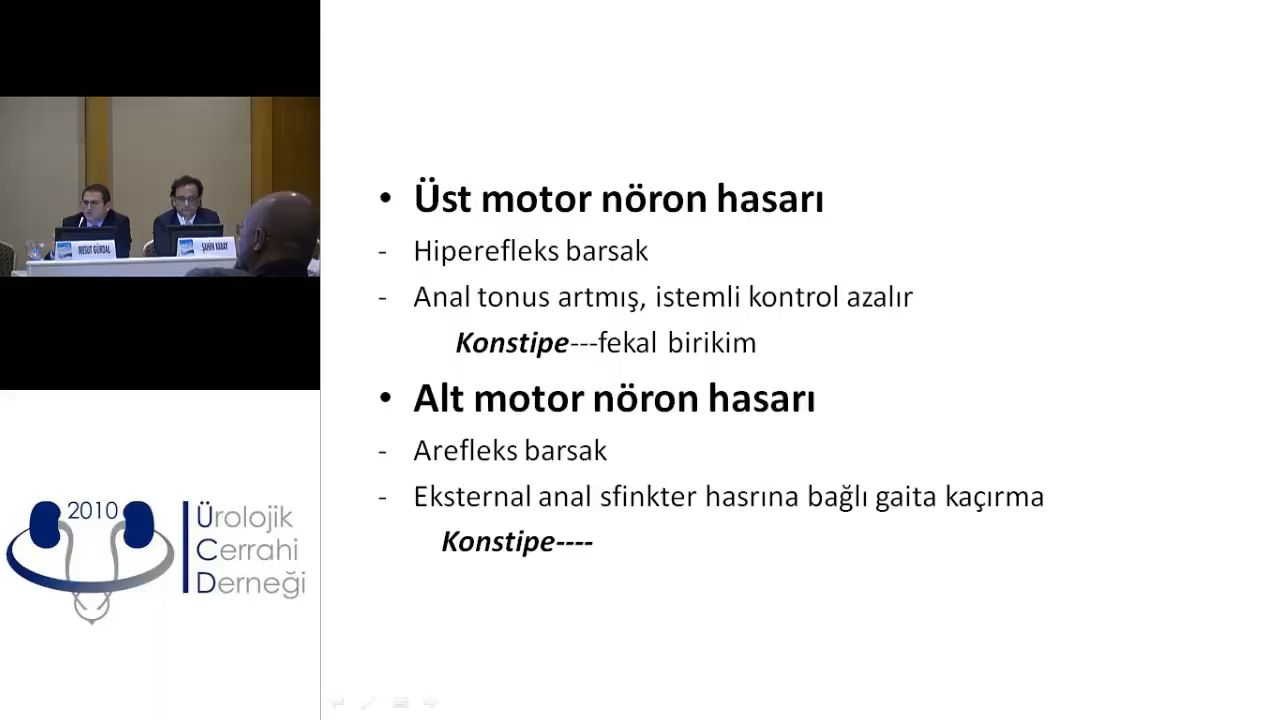 MESUT GÜRDAL
ŞAHİN KABAY
• Üst motor nöron hasarı
- Hiperefleks barsak
- Anal tonus artmış, istemli kontrol azalır
Konstipe---fekal birikim
• Alt motor nöron hasarı
- Arefleks barsak
- Eksternal anal sfinkter hasrına bağlı gaita kaçırma
Konstipe----
2010
Ürolojik
Cerrahi
Derneği